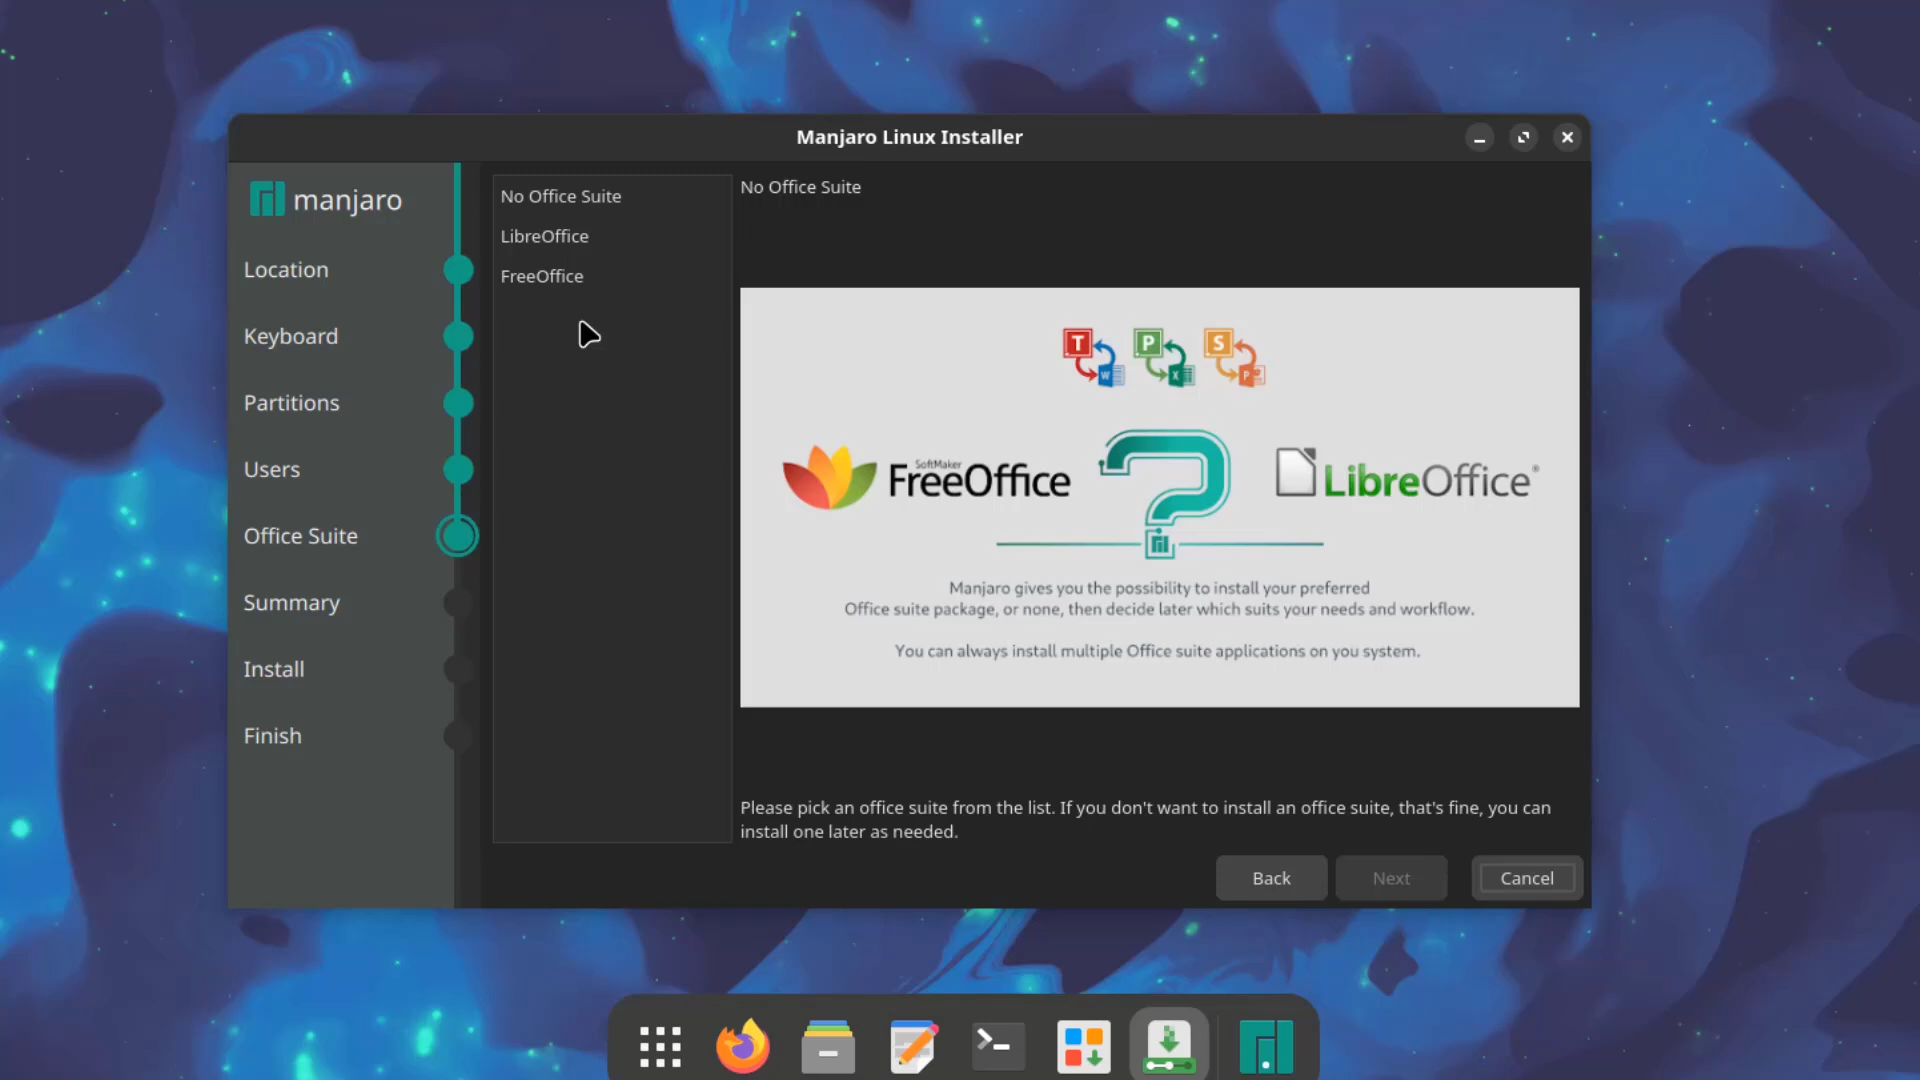 Manjaro Linux Installer
manjaro
Location
Keyboard
Partitions
Users
Office Suite
Summary
Install
Finish
No Office Suite
LibreOffice
FreeOffice
No Office Suite
T W P X S P
SoftMaker
FreeOffice
LibreOffice®
Manjaro gives you the possibility to install your preferred
Office suite package, or none, then decide later which suits your needs and workflow.
You can always install multiple Office suite applications on you system.
Please pick an office suite from the list. If you don't want to install an office suite, that's fine, you can
install one later as needed.
Back
Next
Cancel